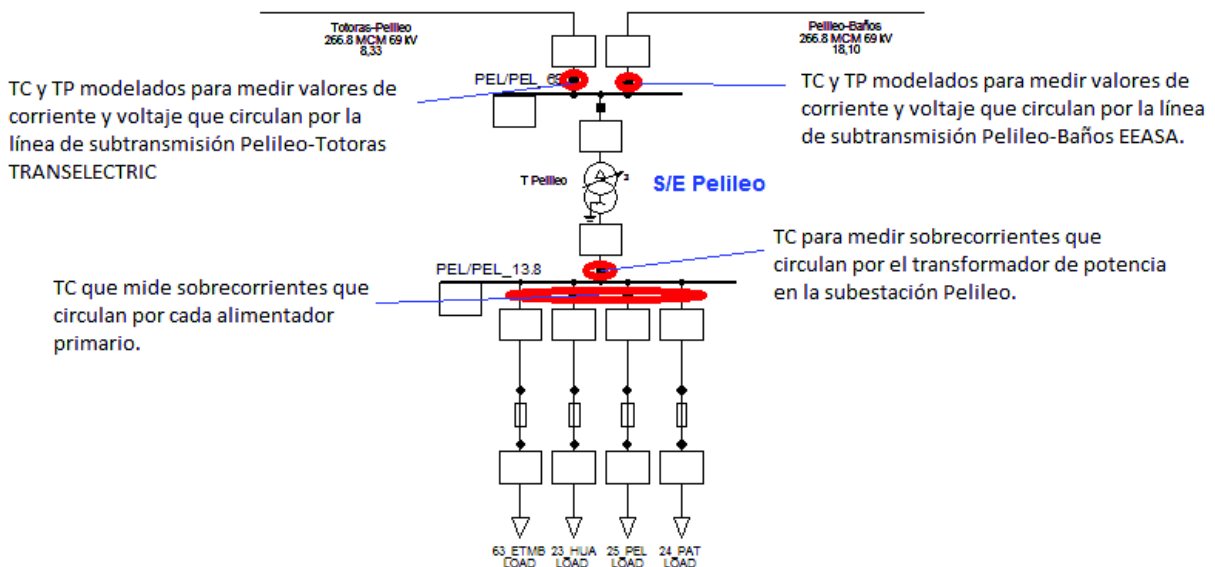 Totoras-Pelileo
266.8 MCM 69 kV
8,33
Pelileo-Baños
266.8 MCM 69 kV
18,10
PEL/PEL_69
TC y TP modelados para medir valores de
corriente y voltaje que circulan por la
línea de subtransmisión Pelileo-Totoras
TRANSELECTRIC
TC y TP modelados para medir valores de
corriente y voltaje que circulan por la línea
de subtransmisión Pelileo-Baños EEASA.
T Pelileo
S/E Pelileo
TC para medir sobrecorrientes que
circulan por el transformador de potencia
en la subestación Pelileo.
PEL/PEL_13.8
TC que mide sobrecorrientes que
circulan por cada alimentador
primario.
63_ETMB
LOAD
23_HUA
LOAD
25_PEL
LOAD
24_PAT
LOAD